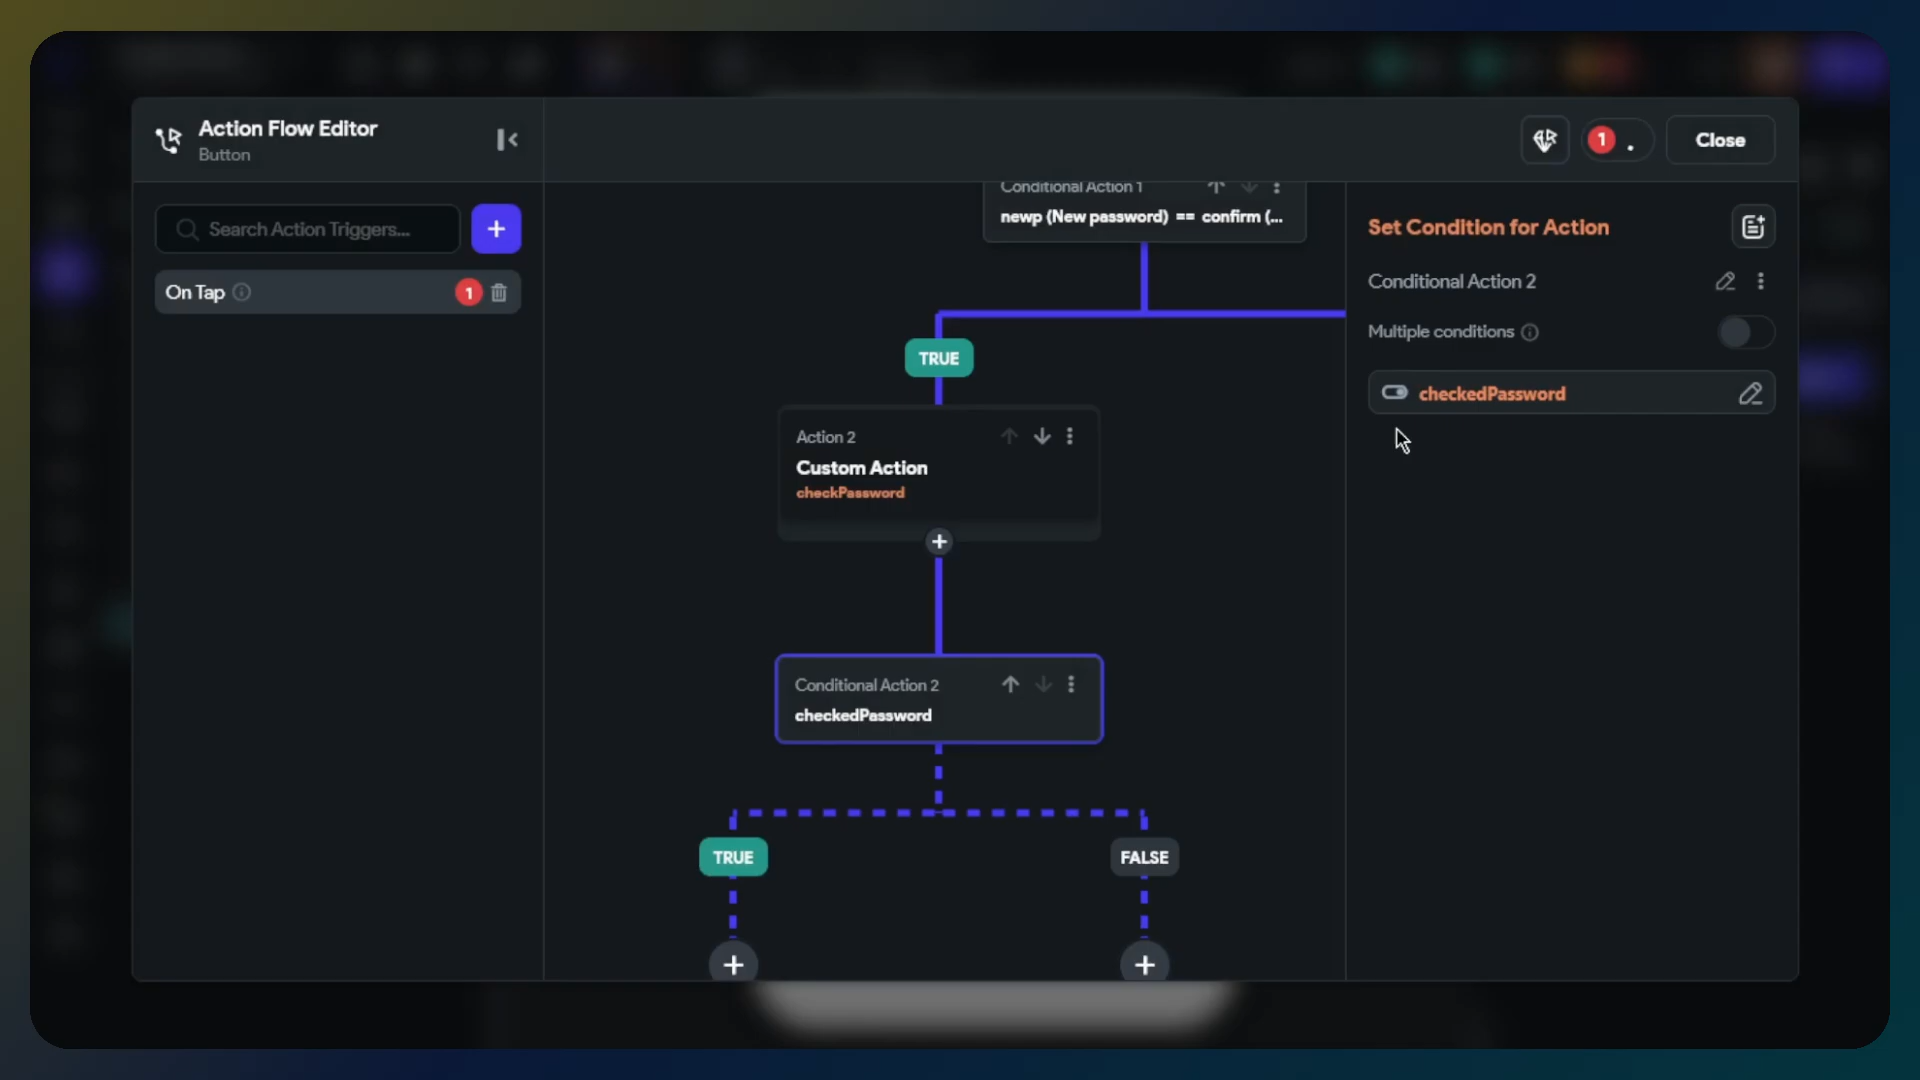 Action Flow Editor
Button
1 .
Close
Search Action Triggers...
On Tap
1
Conditional Action 1
newp (New password) == confirm (...
TRUE
Action 2
Custom Action
checkPassword
Conditional Action 2
checkedPassword
TRUE
FALSE
Set Condition for Action
Conditional Action 2
Multiple conditions
checkedPassword